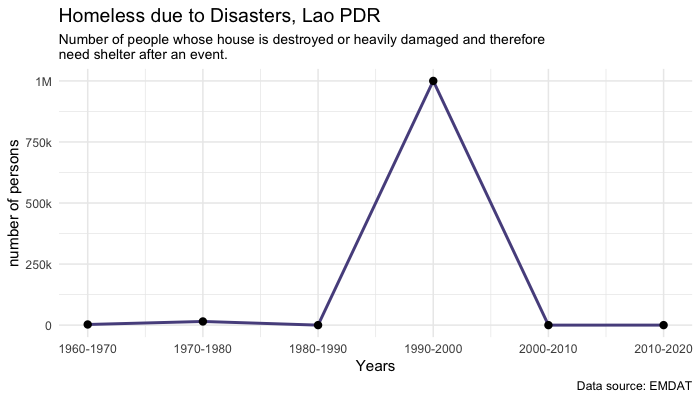 Homeless due to Disasters, Lao PDR
Number of people whose house is destroyed or heavily damaged and therefore
need shelter after an event.
number of persons
1M
750k
500k
250k
0
1960-1970 1970-1980 1980-1990 1990-2000 2000-2010 2010-2020
Years
Data source: EMDAT